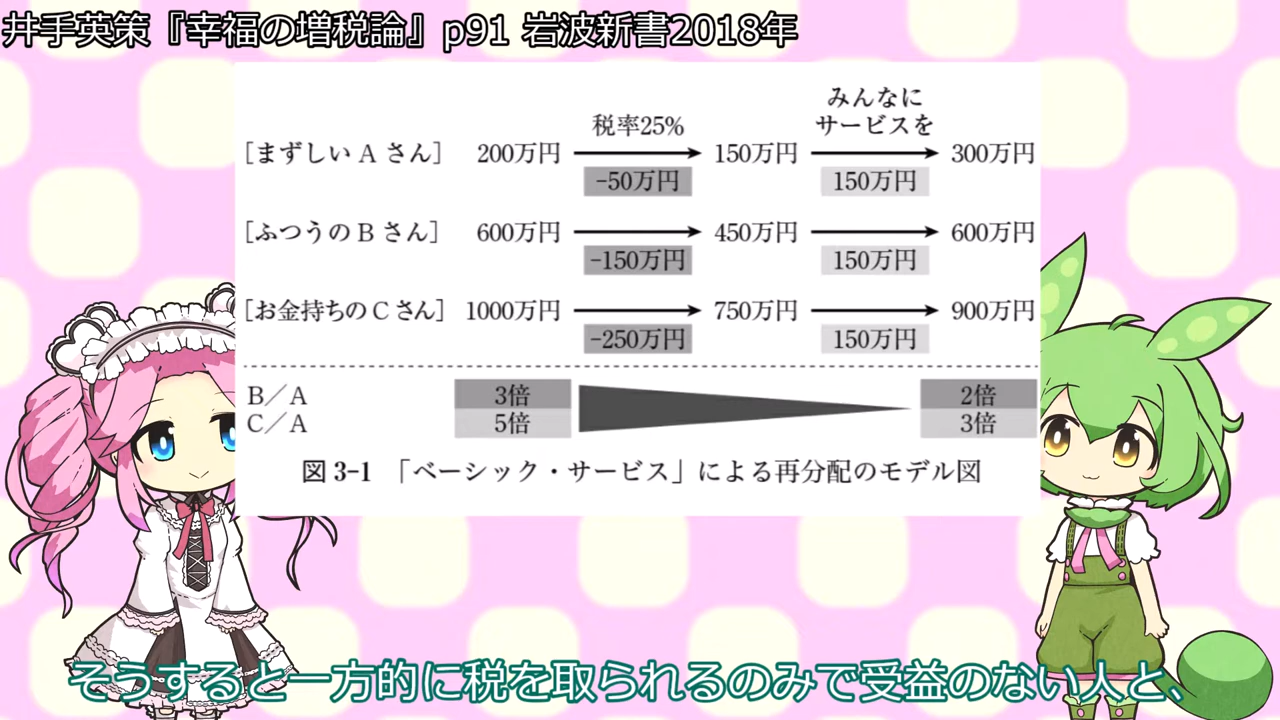 井手英策『幸福の増税論』p91 岩波新書2018年
税率25%
みんなに
サービスを
[まずしい A さん] 200万円 150万円 300万円
-50万円 150万円
[ふつうの B さん] 600万円 450万円 600万円
-150万円 150万円
[お金持ちの C さん] 1000万円 750万円 900万円
-250万円 150万円
B/A 3倍 2倍
C/A 5倍 3倍
図 3-1 「ベーシック・サービス」による再分配のモデル図
そうすると一方的に税を取られるのみで受益のない人と、